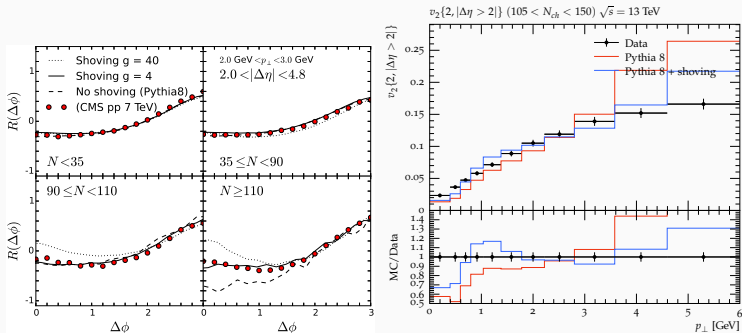 Shoving g = 40
Shoving g = 4
No shoving (Pythia8)
(CMS pp 7 TeV)
N<35
2.0 GeV<p⊥<3.0 GeV
2.0<|Δη|<4.8
35≤N<90
90≤N<110
N≥110
R(Δϕ)
1
0
-1
R(Δϕ)
1
0
-1
0 1 2 3
0 1 2 3
Δϕ
Δϕ
v₂{2, |Δη > 2|} (105 < N_ch < 150) √s = 13 TeV
v₂{2, |Δη > 2|}
Data
Pythia 8
Pythia 8 + shoving
0.25
0.2
0.15
0.1
0.05
0
MC/Data
1.4
1.3
1.2
1.1
1
0.9
0.8
0.7
0.6
0.5
0 1 2 3 4 5 6
p⊥ [GeV]